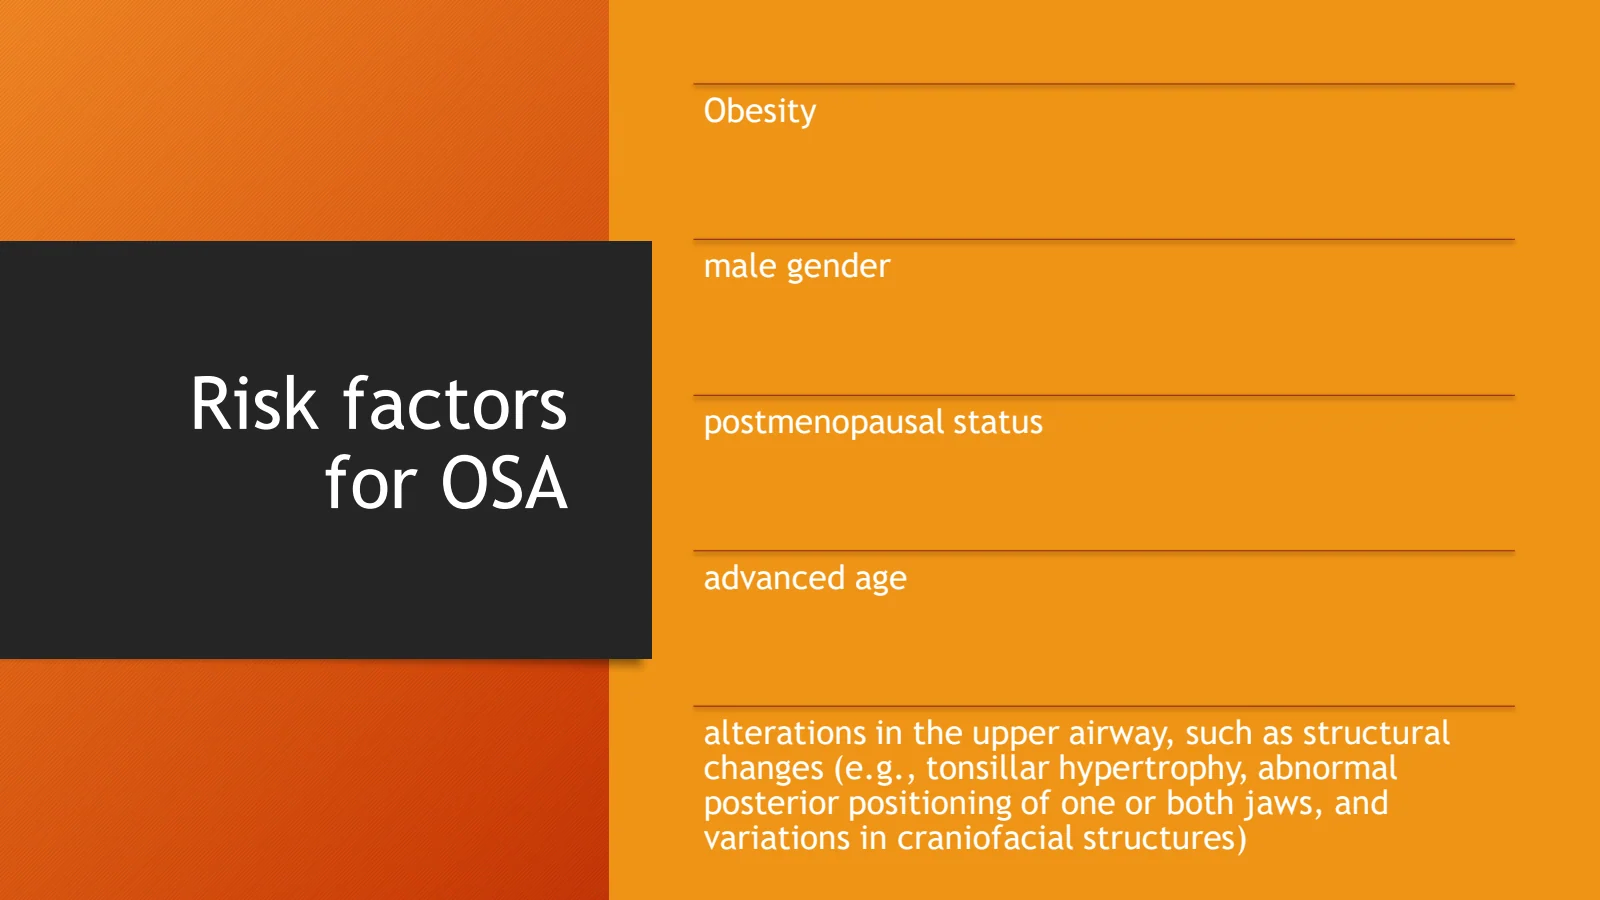 Risk factors
for OSA
Obesity
male gender
postmenopausal status
advanced age
alterations in the upper airway, such as structural
changes (e.g., tonsillar hypertrophy, abnormal
posterior positioning of one or both jaws, and
variations in craniofacial structures)